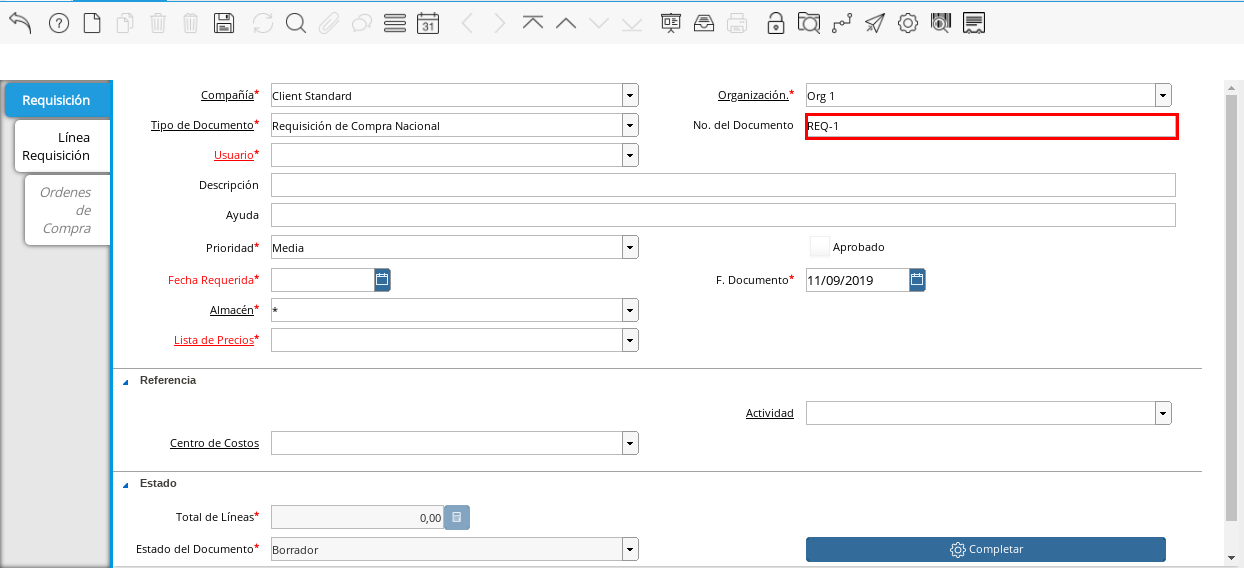 31
Requisición
Línea
Requisición
Ordenes
de
Compra
Compañía* Client Standard Organización.* Org 1
Tipo de Documento* Requisición de Compra Nacional No. del Documento REQ-1
Usuario*
Descripción
Ayuda
Prioridad* Media Aprobado
Fecha Requerida* F. Documento* 11/09/2019
Almacén* *
Lista de Precios*
Referencia
Actividad
Centro de Costos
Estado
Total de Líneas* 0,00
Estado del Documento* Borrador Completar